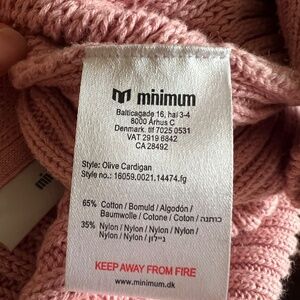 minimum
Balticagade 16, hal 3-4
8000 Århus C
Denmark. tlf 7025 0531
VAT 2919 6842
CA 28492
Style: Olive Cardigan
Style no.: 16059.0021,14474.fg
65% Cotton / Bomuld / Algodón /
Baumwolle / Cotone / Coton / כותנה
35% Nylon / Nylon / Nylon / Nylon /
Nylon / Nylon / ניילון
KEEP AWAY FROM FIRE
www.minimum.dk